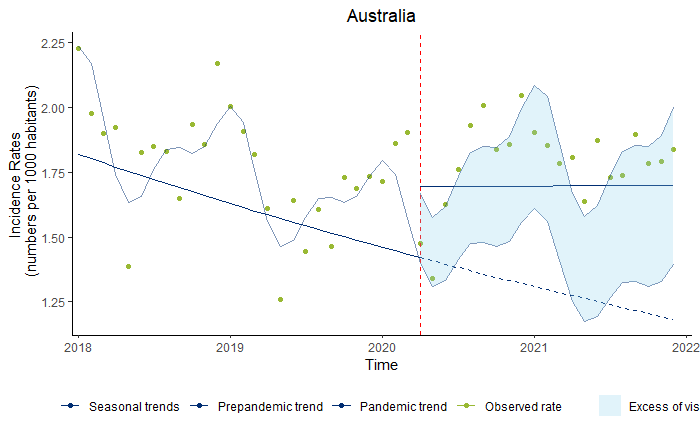 Australia
Incidence Rates
(numbers per 1000 habitants)
2.25
2.00
1.75
1.50
1.25
2018
2019
2020
2021
2022
Time
Seasonal trends
Prepandemic trend
Pandemic trend
Observed rate
Excess of vis